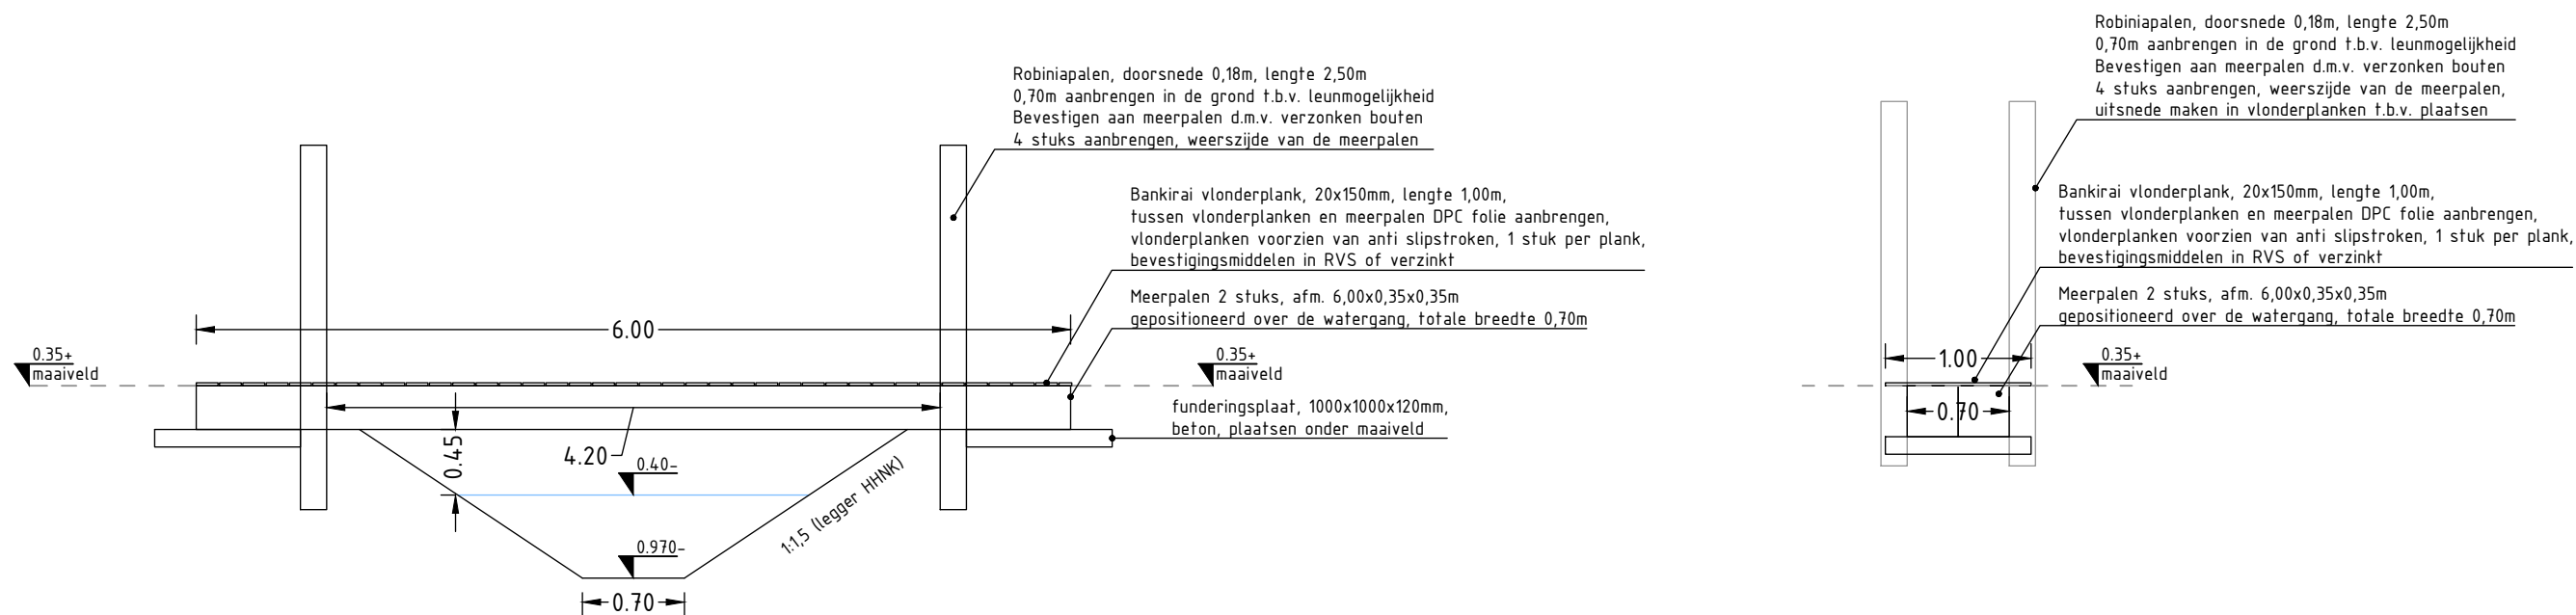 Robiniapalen, doorsnede 0,18m, lengte 2,50m
0,70m aanbrengen in de grond t.b.v. leunmogelijkheid
Bevestigen aan meerpalen d.m.v. verzonken bouten
4 stuks aanbrengen, weerszijde van de meerpalen
Bankirai vlonderplank, 20x150mm, lengte 1,00m,
tussen vlonderplanken en meerpalen DPC folie aanbrengen,
vlonderplanken voorzien van anti slipstroken, 1 stuk per plank,
bevestigingsmiddelen in RVS of verzinkt
Meerpalen 2 stuks, afm. 6,00x0,35x0,35m
gepositioneerd over de watergang, totale breedte 0,70m
6.00
0.35+
maaiveld
0.35+
maaiveld
funderingsplaat, 1000x1000x120mm,
beton, plaatsen onder maaiveld
0.45
4.20
0.40-
1:1,5 (legger HHNK)
0.970-
0.70
Robiniapalen, doorsnede 0,18m, lengte 2,50m
0,70m aanbrengen in de grond t.b.v. leunmogelijkheid
Bevestigen aan meerpalen d.m.v. verzonken bouten
4 stuks aanbrengen, weerszijde van de meerpalen,
uitsnede maken in vlonderplanken t.b.v. plaatsen
Bankirai vlonderplank, 20x150mm, lengte 1,00m,
tussen vlonderplanken en meerpalen DPC folie aanbrengen,
vlonderplanken voorzien van anti slipstroken, 1 stuk per plank,
bevestigingsmiddelen in RVS of verzinkt
Meerpalen 2 stuks, afm. 6,00x0,35x0,35m
gepositioneerd over de watergang, totale breedte 0,70m
1.00
0.35+
maaiveld
0.70